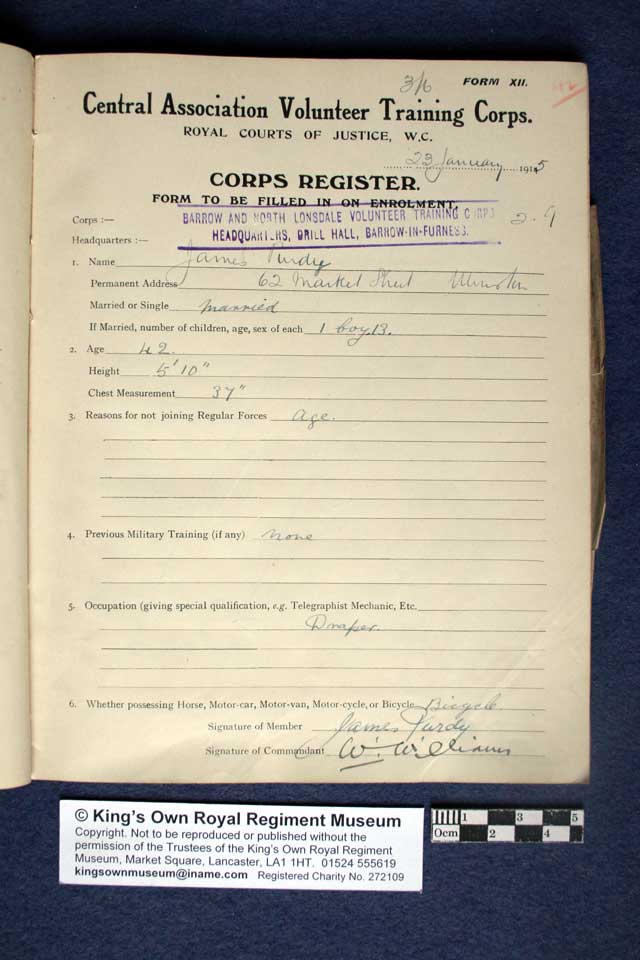 3/6 FORM XII.
Central Association Volunteer Training Corps.
ROYAL COURTS OF JUSTICE, W.C.
23 January 1915
CORPS REGISTER.
FORM TO BE FILLED IN ON ENROLMENT.
Corps :— BARROW AND NORTH LONSDALE VOLUNTEER TRAINING CORPS 2.9
Headquarters :— HEADQUARTERS, DRILL HALL, BARROW-IN-FURNESS.
1. Name James Purdy
Permanent Address 62 Market Street Ulverston
Married or Single married
If Married, number of children, age, sex of each 1 boy 13.
2. Age 42.
Height 5' 10"
Chest Measurement 37"
3. Reasons for not joining Regular Forces Age.
4. Previous Military Training (if any) none
5. Occupation (giving special qualification, e.g. Telegraphist Mechanic, Etc.
Draper.
6. Whether possessing Horse, Motor-car, Motor-van, Motor-cycle, or Bicycle Bicycle
Signature of Member James Purdy
Signature of Commandant W. Williams
© King's Own Royal Regiment Museum
Copyright. Not to be reproduced or published without the
permission of the Trustees of the King's Own Royal Regiment
Museum, Market Square, Lancaster, LA1 1HT. 01524 555619
kingsownmuseum@iname.com Registered Charity No. 272109
1 3 5
0cm 2 4